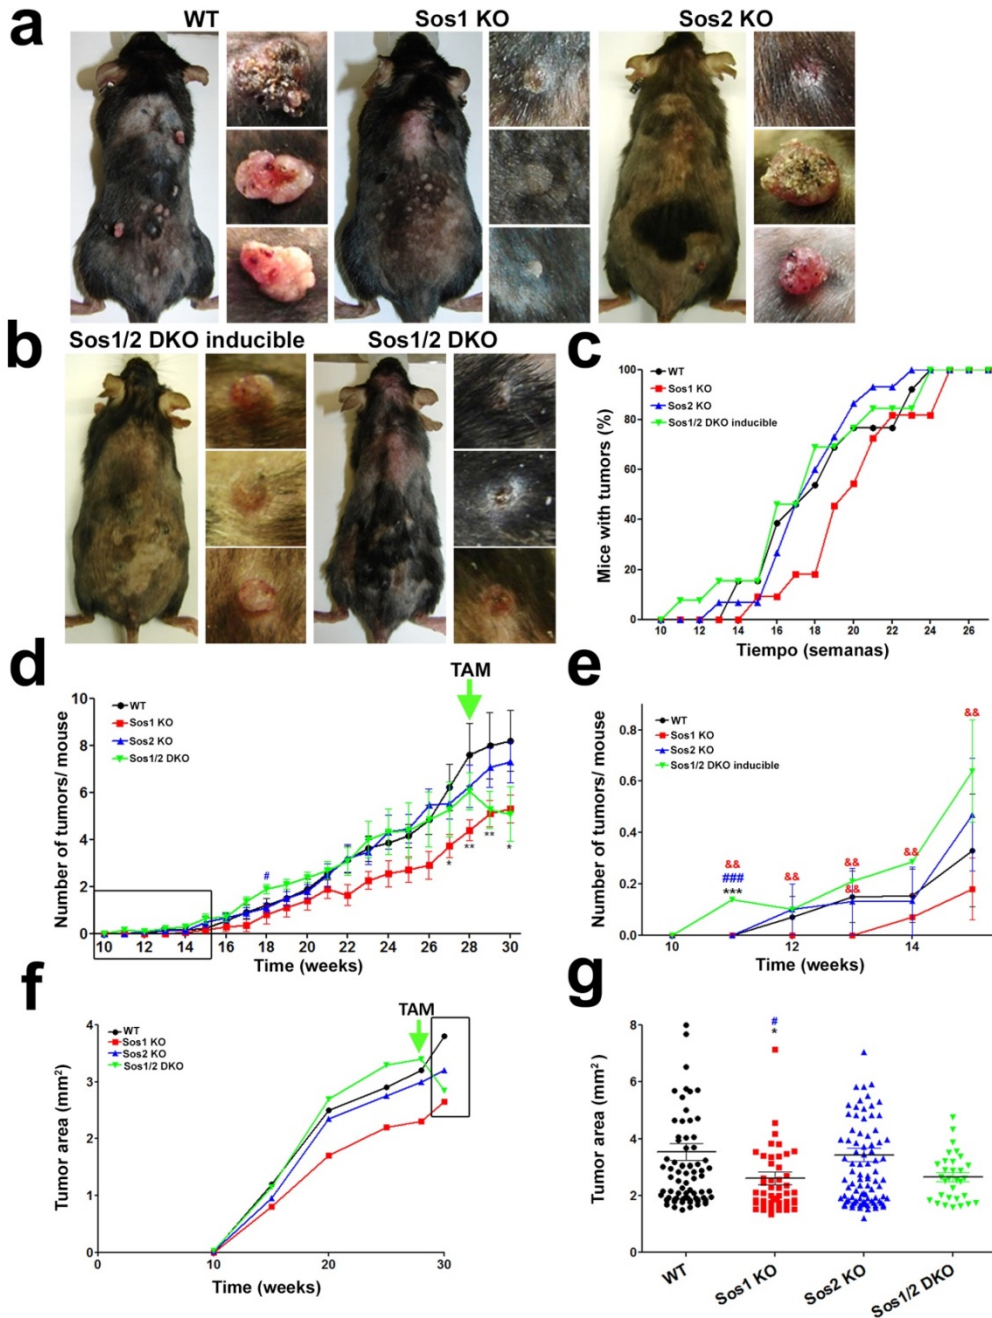 a
WT
Sos1 KO
Sos2 KO
b
Sos1/2 DKO inducible
Sos1/2 DKO
c
WT
Sos1 KO
Sos2 KO
Sos1/2 DKO inducible
Mice with tumors (%)
100
80
60
40
20
0
10 12 14 16 18 20 22 24 26
Tiempo (semanas)
d
TAM
WT
Sos1 KO
Sos2 KO
Sos1/2 DKO
Number of tumors/ mouse
10
8
6
4
2
0
#
* ** ** *
10 12 14 16 18 20 22 24 26 28 30
Time (weeks)
e
WT
Sos1 KO
Sos2 KO
Sos1/2 DKO inducible
Number of tumors/ mouse
0.8
0.6
0.4
0.2
0.0
&&
###
***
&&
&&
&&
&&
&&
10 12 14
Time (weeks)
f
TAM
WT
Sos1 KO
Sos2 KO
Sos1/2 DKO
Tumor area (mm²)
4
3
2
1
0
0 10 20 30
Time (weeks)
g
Tumor area (mm²)
8
6
4
2
0
#
*
WT
Sos1 KO
Sos2 KO
Sos1/2 DKO